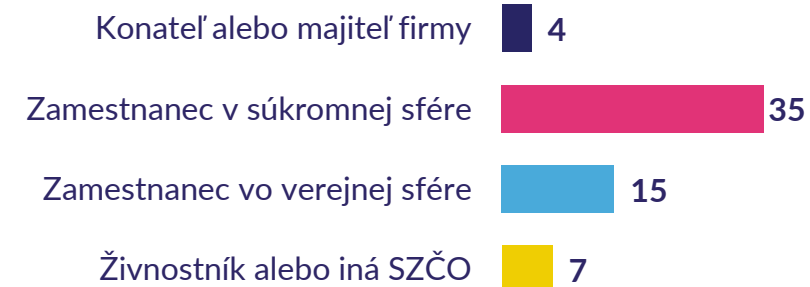 Konateľ alebo majiteľ firmy 4
Zamestnanec v súkromnej sfére 35
Zamestnanec vo verejnej sfére 15
Živnostník alebo iná SZČO 7